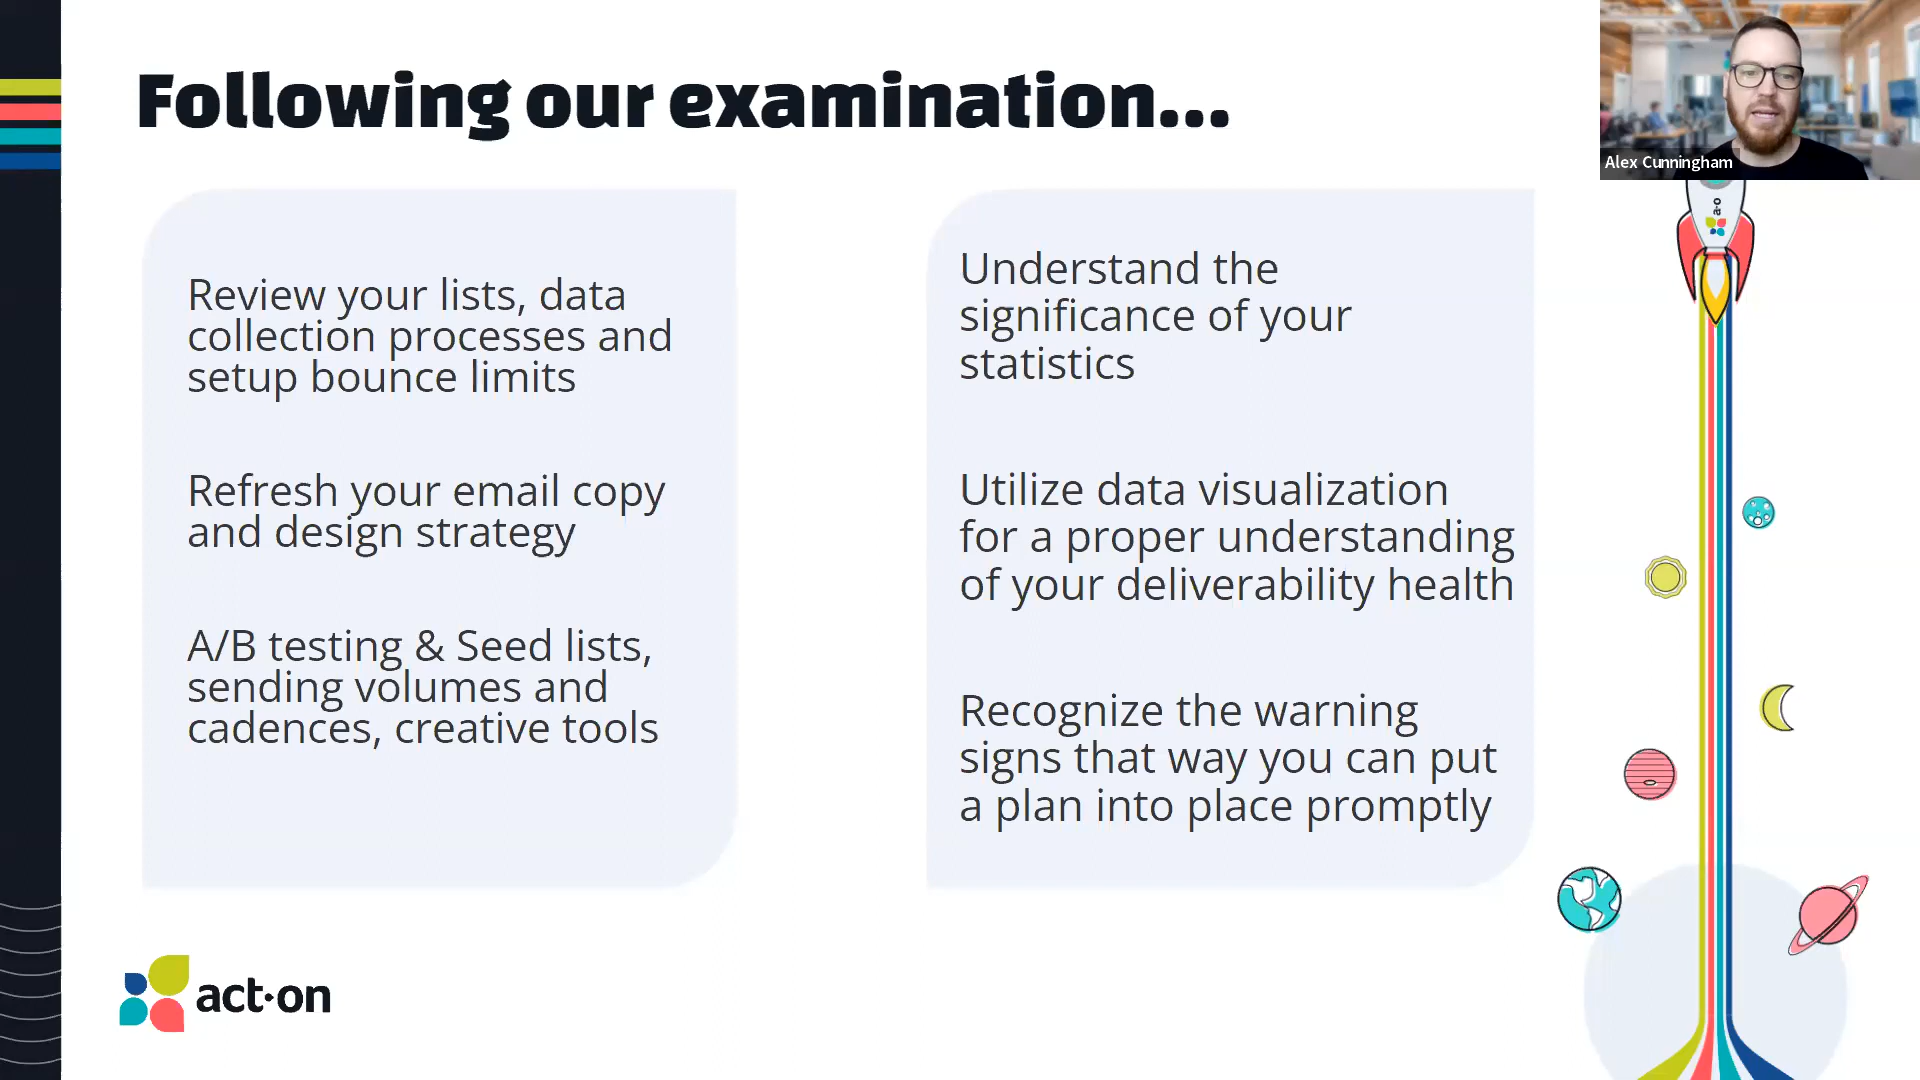 Following our examination...
Alex Cunningham
a·o
Review your lists, data
collection processes and
setup bounce limits
Refresh your email copy
and design strategy
A/B testing & Seed lists,
sending volumes and
cadences, creative tools
Understand the
significance of your
statistics
Utilize data visualization
for a proper understanding
of your deliverability health
Recognize the warning
signs that way you can put
a plan into place promptly
act·on